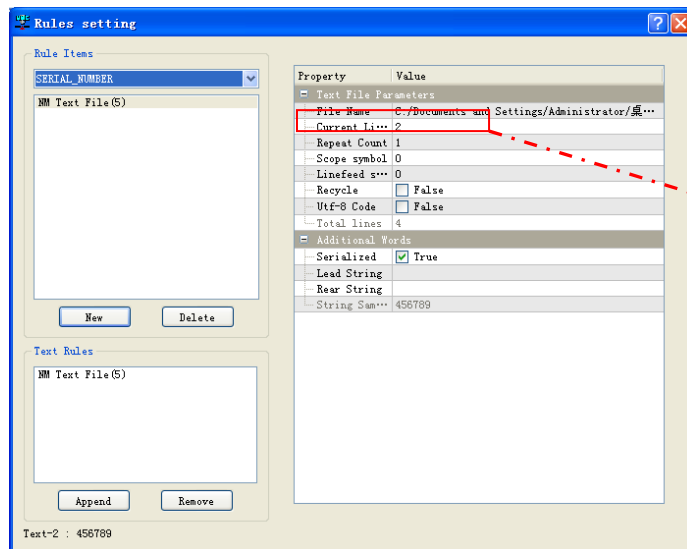 Rules setting
Rule Items
SERIAL_NUMBER
NM Text File(5)
New
Delete
Text Rules
NM Text File(5)
Append
Remove
Text-2 : 456789
Property Value
Text File Parameters
File Name C:/Documents and Settings/Administrator/桌...
Current Li... 2
Repeat Count 1
Scope symbol 0
Linefeed s... 0
Recycle False
Utf-8 Code False
Total lines 4
Additional Words
Serialized True
Lead String
Rear String
String Sam... 456789